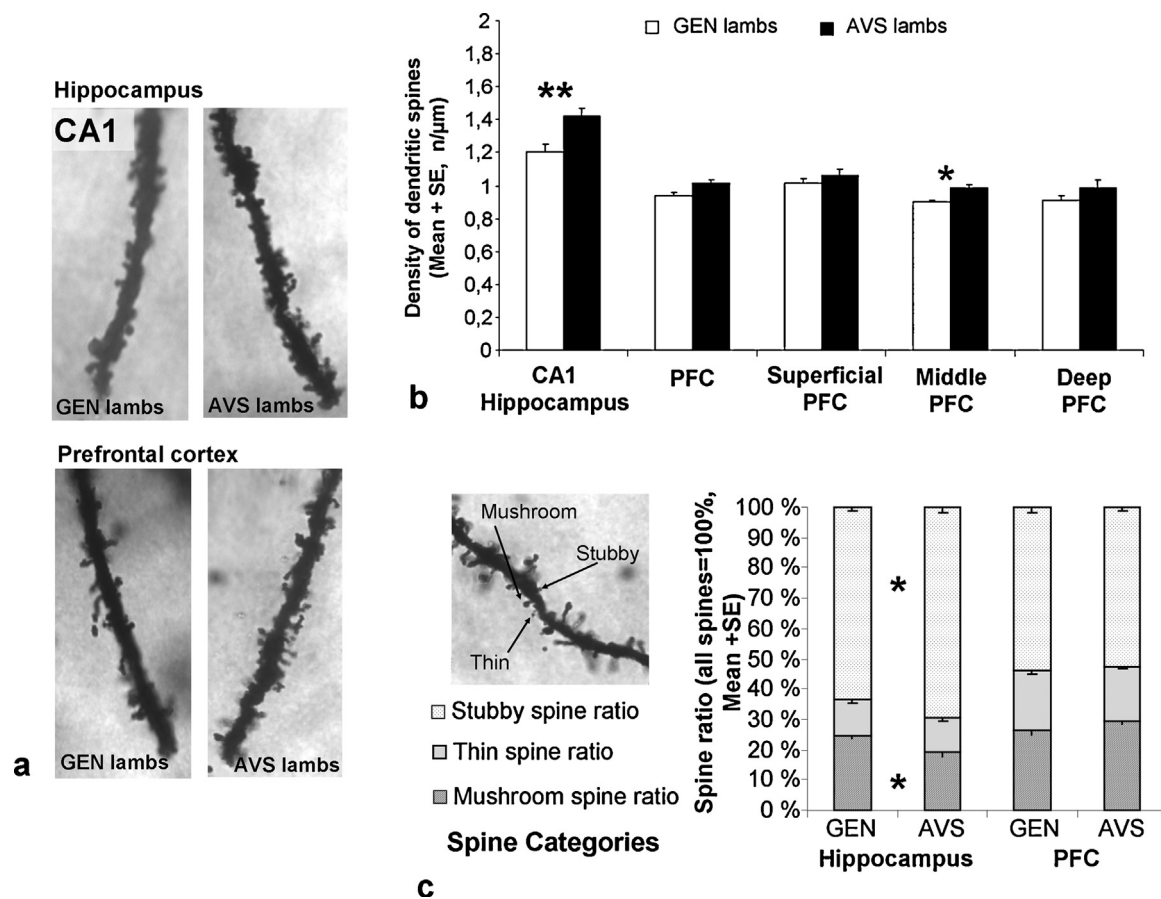 Hippocampus
CA1
GEN lambs
AVS lambs
Prefrontal cortex
GEN lambs
AVS lambs
a
GEN lambs
AVS lambs
Density of dendritic spines
(Mean + SE, n/µm)
2
1,8
1,6
1,4
1,2
1
0,8
0,6
0,4
0,2
0
**
*
CA1
Hippocampus
PFC
Superficial
PFC
Middle
PFC
Deep
PFC
b
Mushroom
Stubby
Thin
Stubby spine ratio
Thin spine ratio
Mushroom spine ratio
Spine Categories
Spine ratio (all spines=100%,
Mean +SE)
100 %
90 %
80 %
70 %
60 %
50 %
40 %
30 %
20 %
10 %
0 %
*
*
GEN
AVS
GEN
AVS
Hippocampus
PFC
c